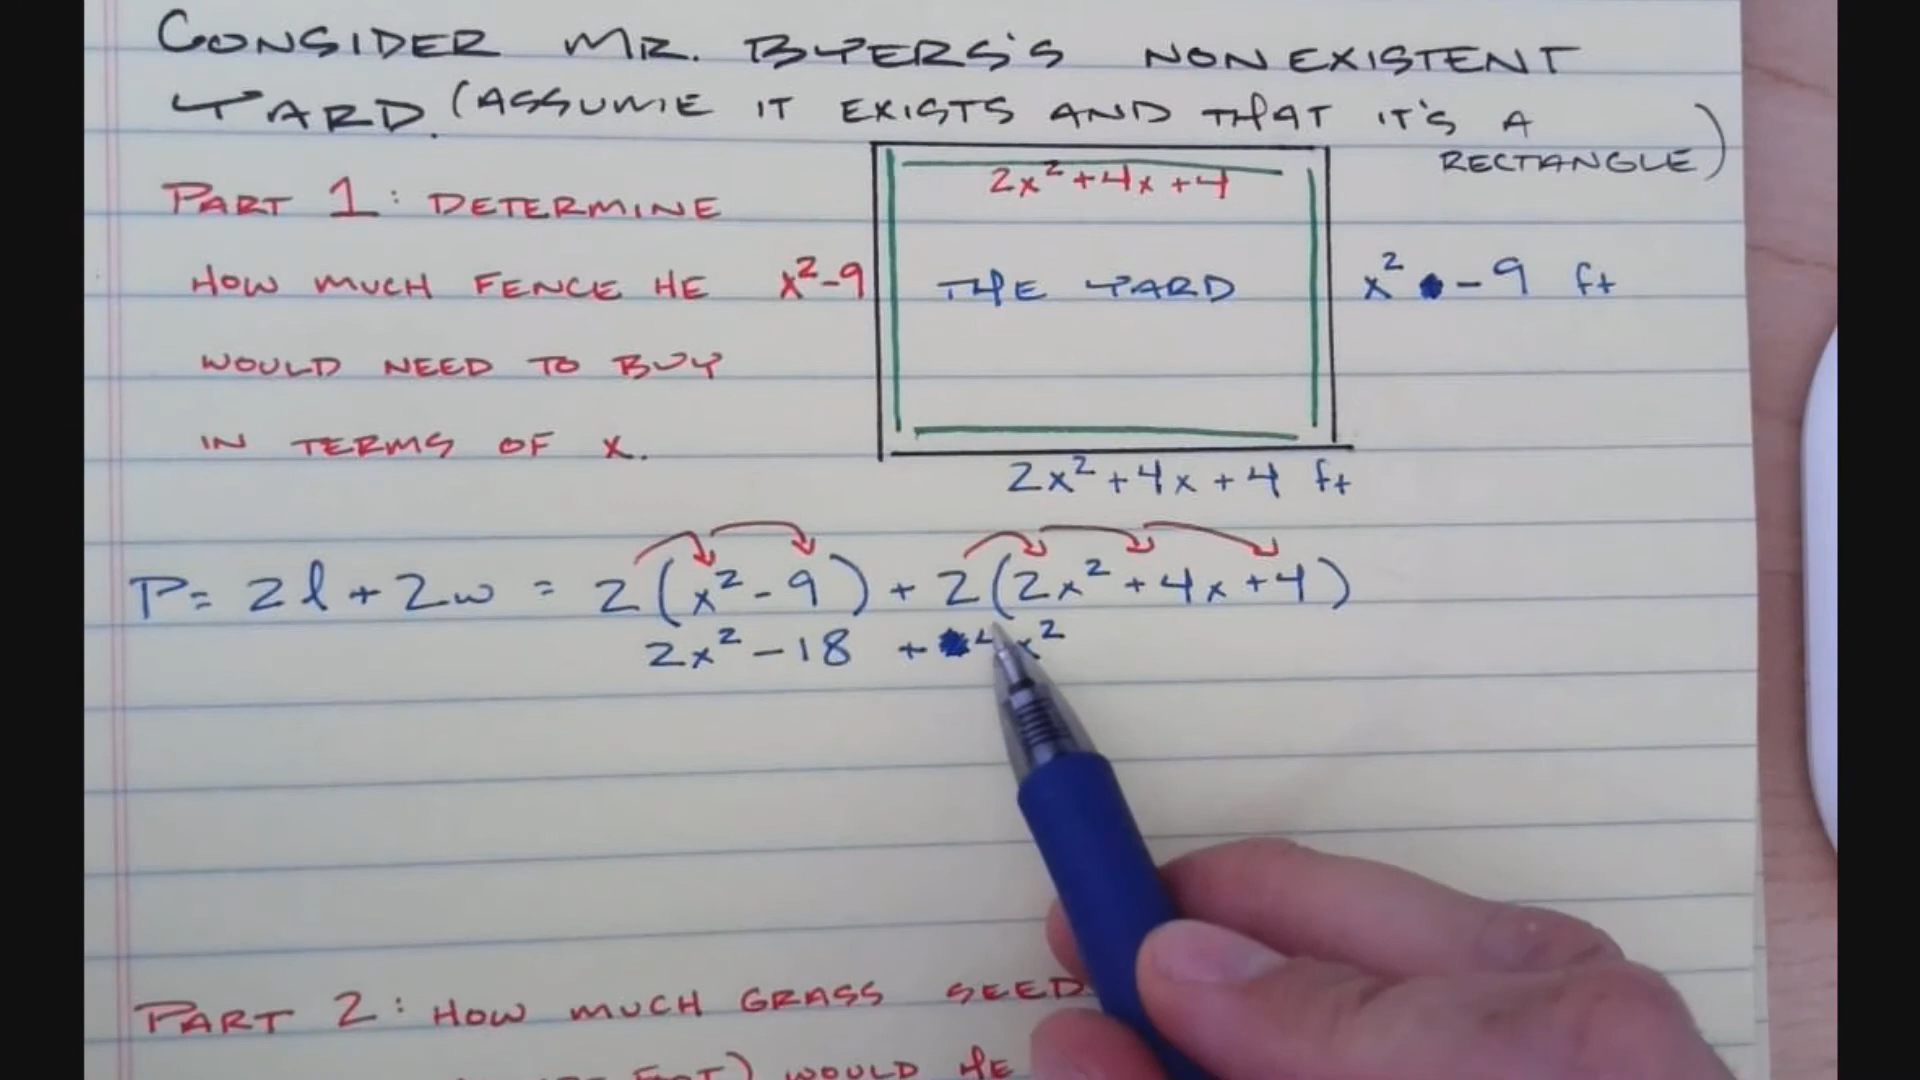 CONSIDER MR. BYERS'S NONEXISTENT
YARD. (ASSUME IT EXISTS AND THAT IT'S A
RECTANGLE)
PART 1: DETERMINE
HOW MUCH FENCE HE
WOULD NEED TO BUY
IN TERMS OF X.
2x² + 4x + 4
x² - 9
THE YARD
x² - 9 ft
2x² + 4x + 4 ft
P = 2l + 2w = 2(x² - 9) + 2(2x² + 4x + 4)
2x² - 18 + 4x²
PART 2: HOW MUCH GRASS SEED
WOULD HE